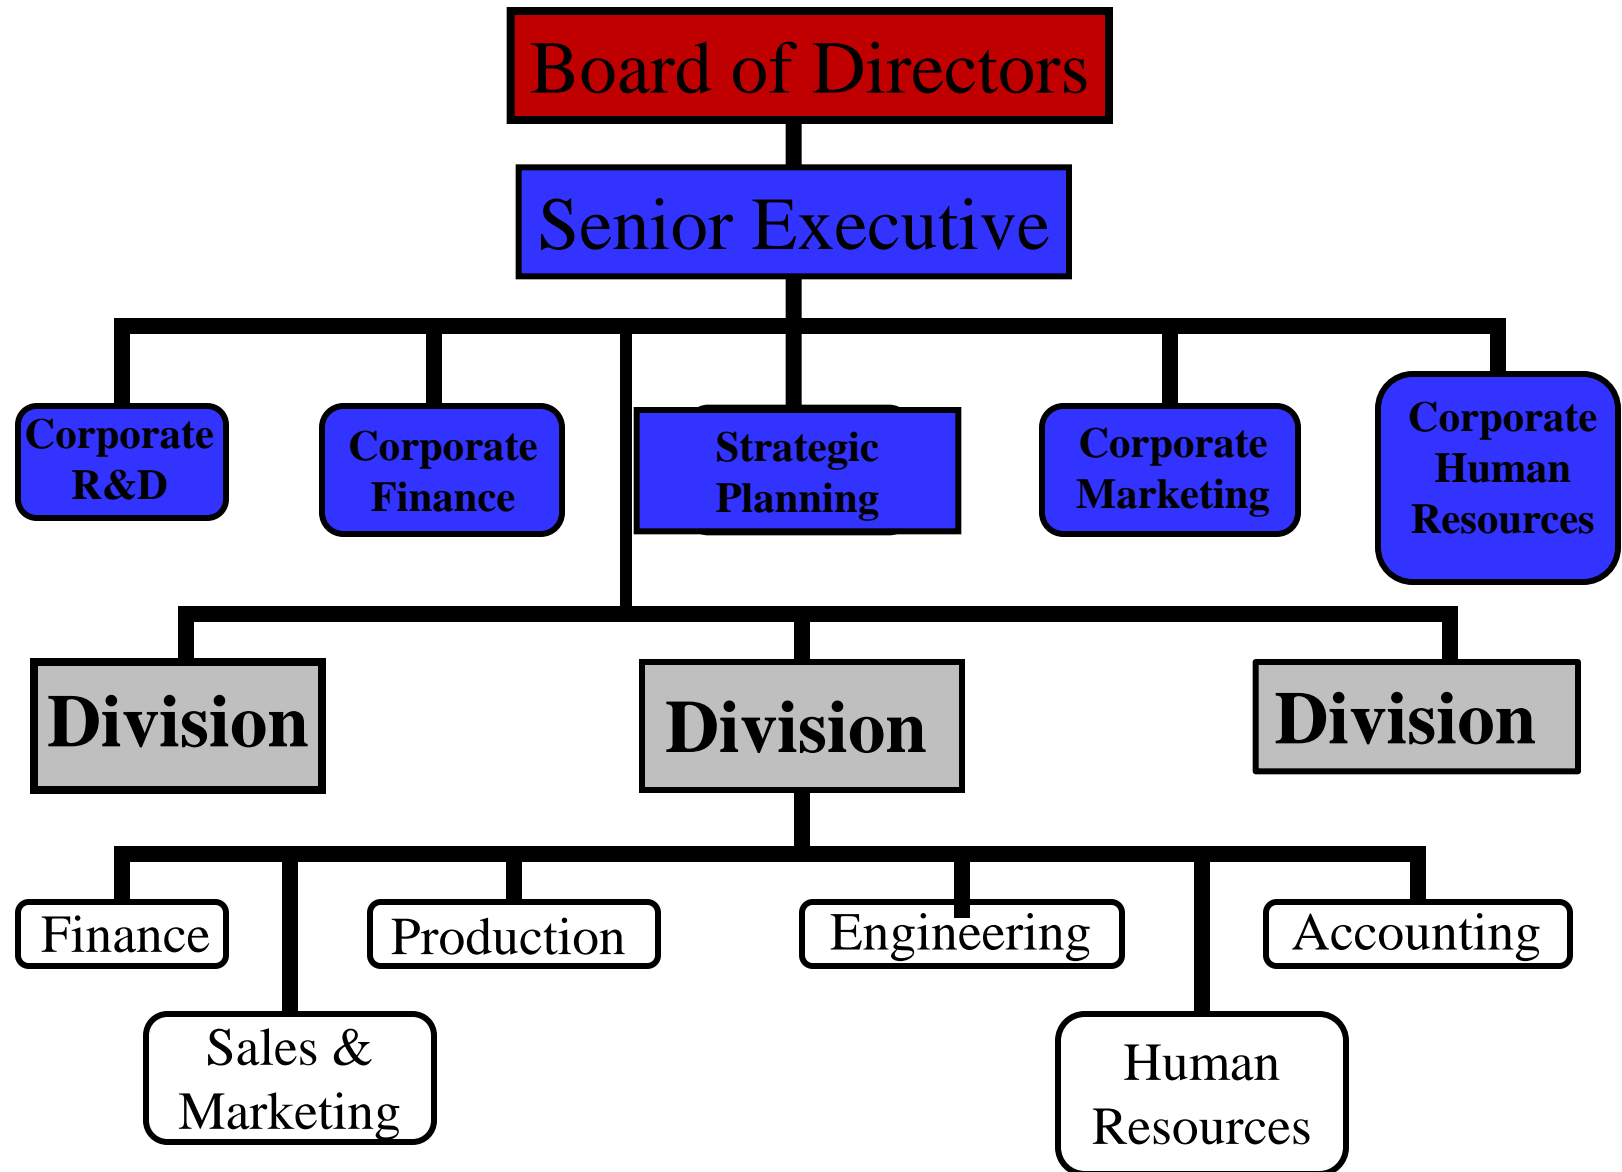 Board of Directors
Senior Executive
Corporate
R&D
Corporate
Finance
Strategic
Planning
Corporate
Marketing
Corporate
Human
Resources
Division
Division
Division
Finance
Production
Engineering
Accounting
Sales &
Marketing
Human
Resources